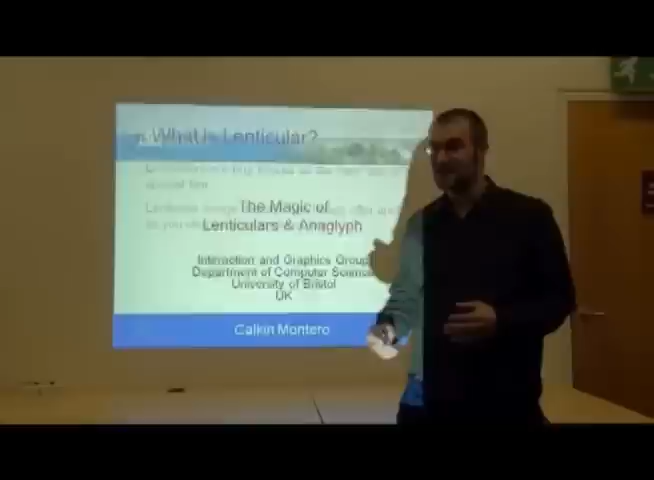 What is Lenticular?
The Magic of
Lenticulars & Anaglyph
Interaction and Graphics Group
Department of Computer Science
University of Bristol
UK
Calkin Montero